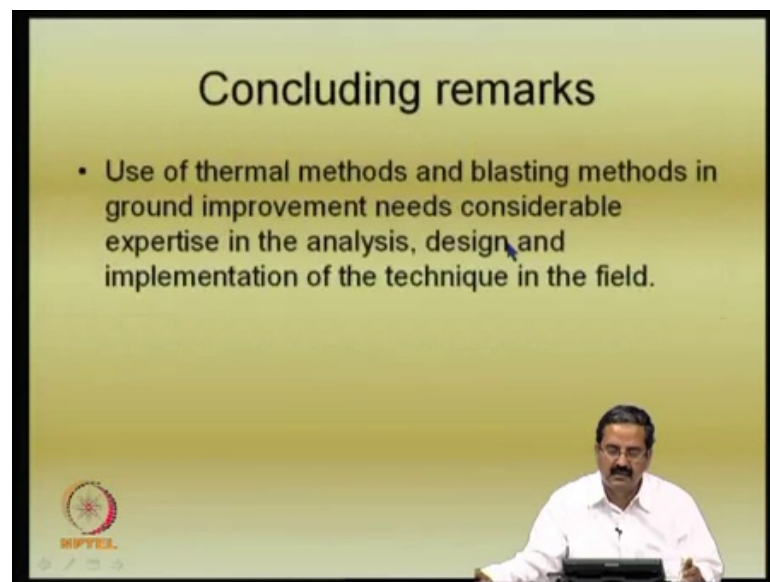 Concluding remarks
• Use of thermal methods and blasting methods in
ground improvement needs considerable
expertise in the analysis, design and
implementation of the technique in the field.
NPTEL